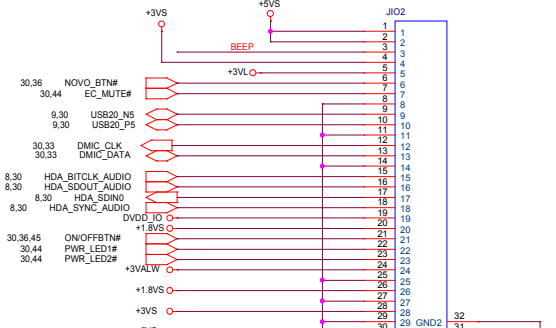 +5VS
+3VS
JIO2
1 1
2 2
BEEP 3 3
4 4
+3VL 5 5
30,36 NOVO_BTN# 6 6
30,44 EC_MUTE# 7 7
8 8
9,30 USB20_N5 9 9
9,30 USB20_P5 10 10
11 11
30,33 DMIC_CLK 12 12
30,33 DMIC_DATA 13 13
14 14
8,30 HDA_BITCLK_AUDIO 15 15
8,30 HDA_SDOUT_AUDIO 16 16
8,30 HDA_SDIN0 17 17
8,30 HDA_SYNC_AUDIO 18 18
DVDD_IO 19 19
+1.8VS 20 20
30,36,45 ON/OFFBTN# 21 21
30,44 PWR_LED1# 22 22
30,44 PWR_LED2# 23 23
+3VALW 24 24
25 25
+1.8VS 26 26
27 27
+3VS 28 28
29 29 GND2 32
30 31